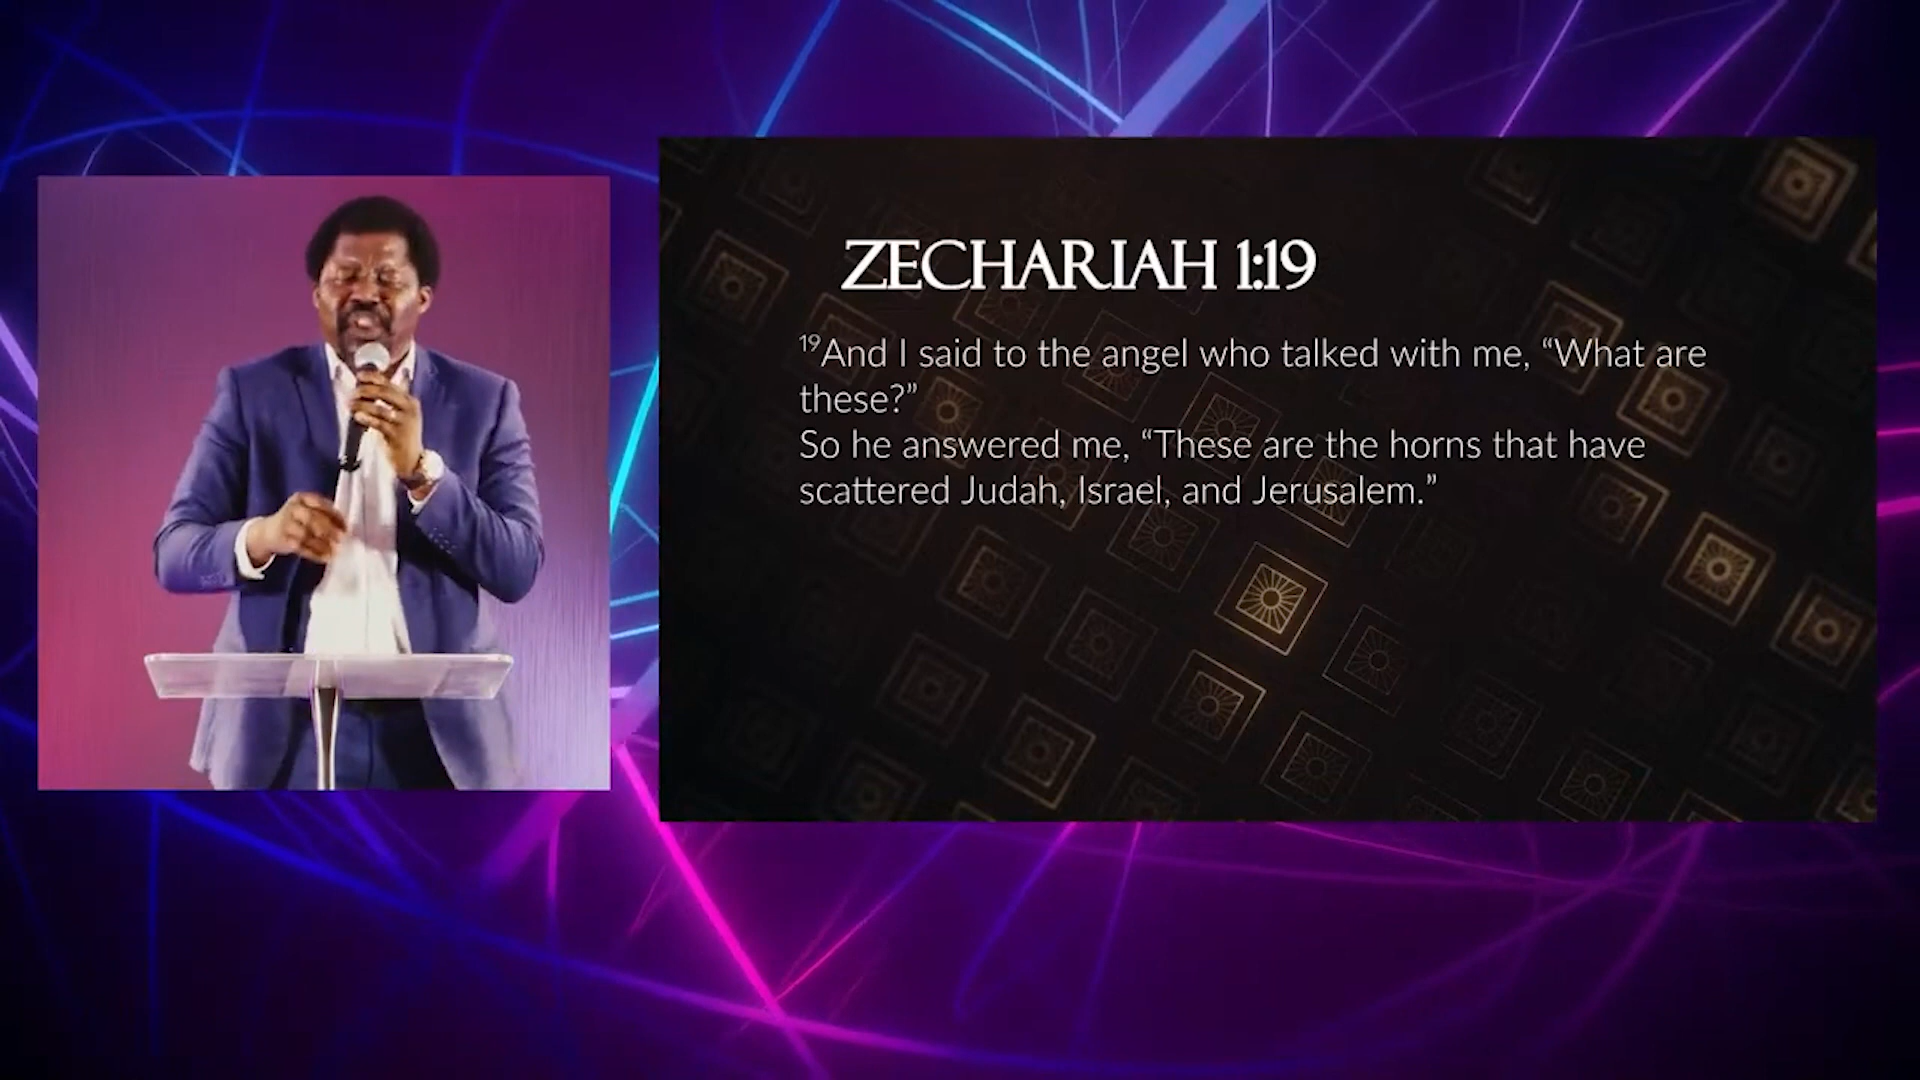 ZECHARIAH 1:19
¹⁹And I said to the angel who talked with me, “What are
these?”
So he answered me, “These are the horns that have
scattered Judah, Israel, and Jerusalem.”